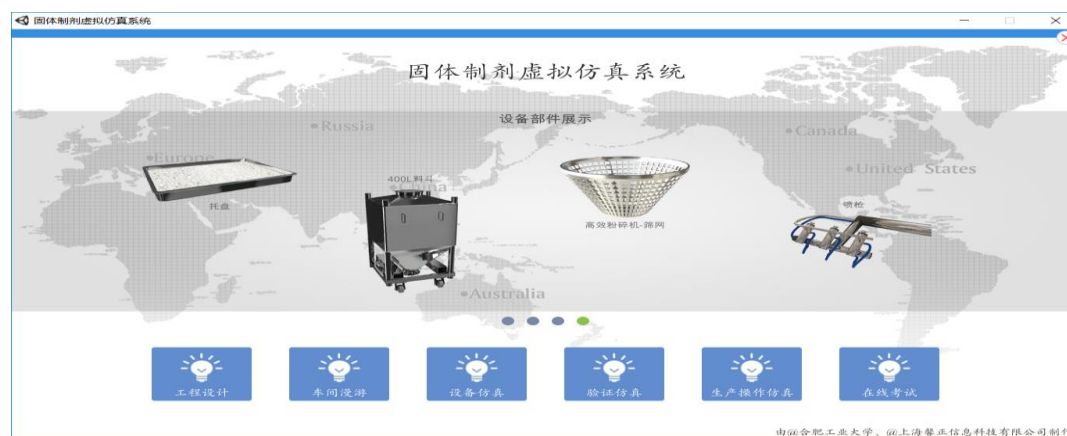 固体制剂虚拟仿真系统
固体制剂虚拟仿真系统
设备部件展示
Russia
Canada
Europe
United States
400L料斗
China
托盘
高效粉碎机-筛网
喷枪
Australia
工程设计
车间漫游
设备仿真
验证仿真
生产操作仿真
在线考试
由@合肥工业大学、@上海馨正信息科技有限公司制作